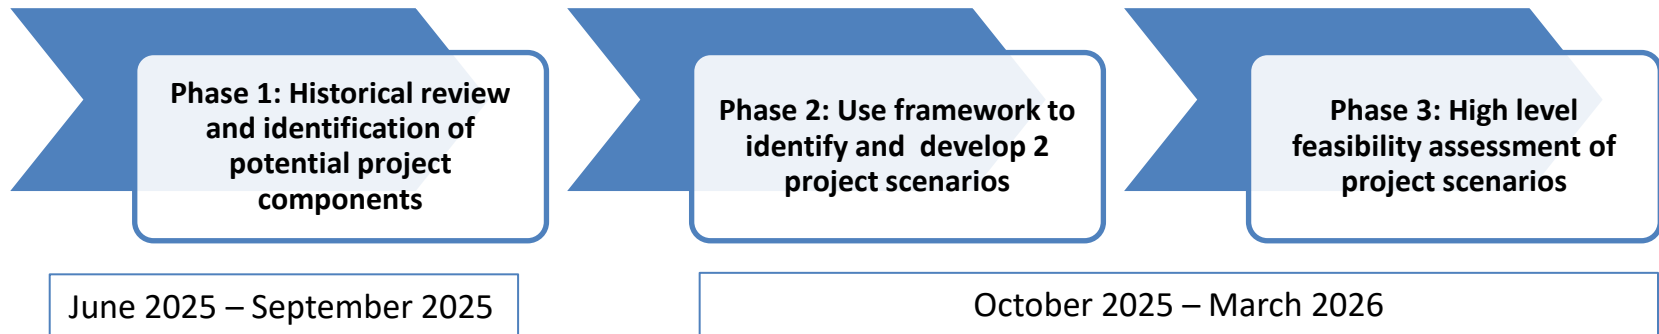 Phase 1: Historical review
and identification of
potential project
components
Phase 2: Use framework to
identify and  develop 2
project scenarios
Phase 3: High level
feasibility assessment of
project scenarios
June 2025 – September 2025
October 2025 – March 2026